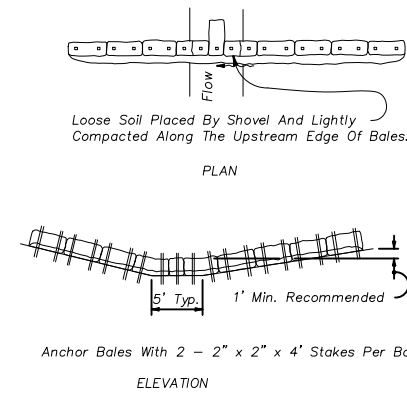 Flow
Loose Soil Placed By Shovel And Lightly
Compacted Along The Upstream Edge Of Bales.
PLAN
5' Typ.
1' Min. Recommended
Anchor Bales With 2 - 2" x 2" x 4' Stakes Per
ELEVATION